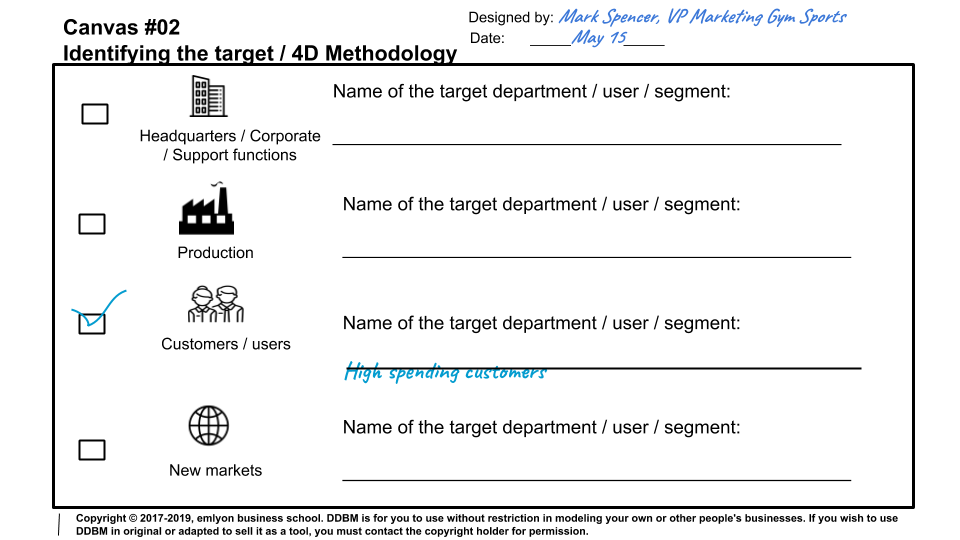 Canvas #02
Identifying the target / 4D Methodology
Designed by: Mark Spencer, VP Marketing Gym Sports
Date: _____May 15_____
Headquarters / Corporate
/ Support functions
Name of the target department / user / segment:
Production
Name of the target department / user / segment:
Customers / users
Name of the target department / user / segment:
High spending customers
New markets
Name of the target department / user / segment:
Copyright © 2017-2019, emlyon business school. DDBM is for you to use without restriction in modeling your own or other people's businesses. If you wish to use
DDBM in original or adapted to sell it as a tool, you must contact the copyright holder for permission.